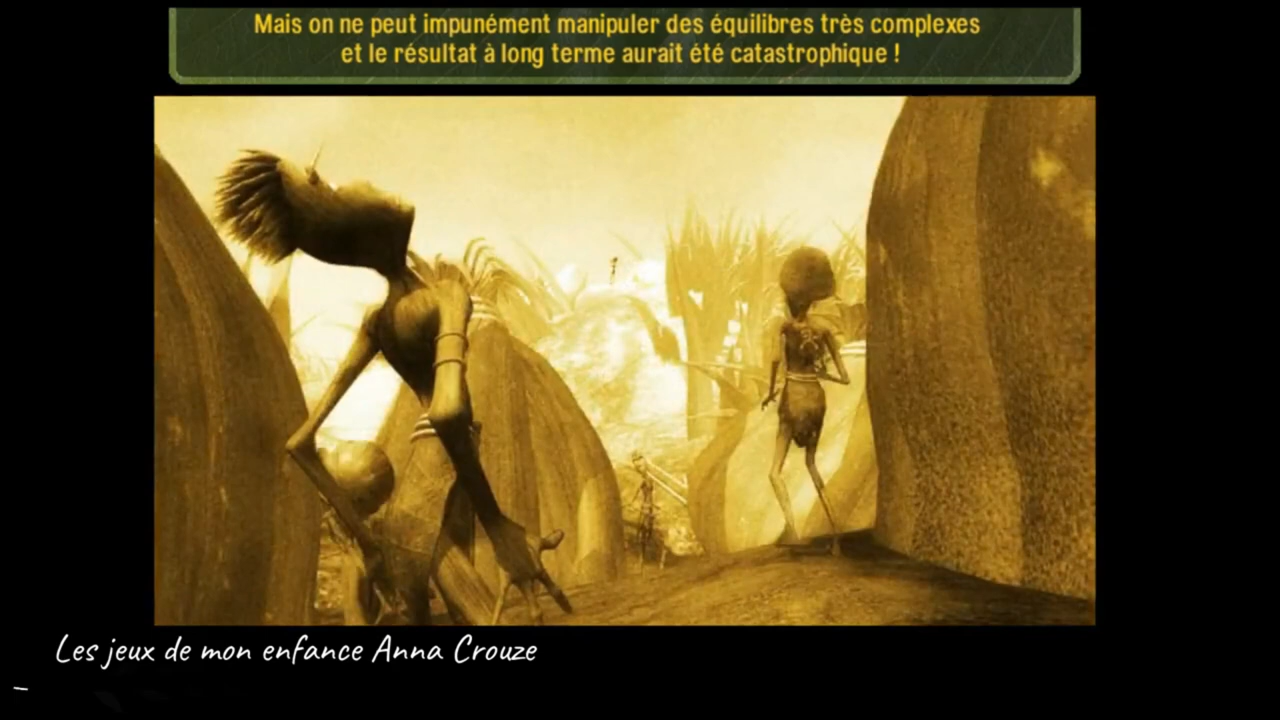 Mais on ne peut impunément manipuler des équilibres très complexes
et le résultat à long terme aurait été catastrophique !
Les jeux de mon enfance Anna Crouze